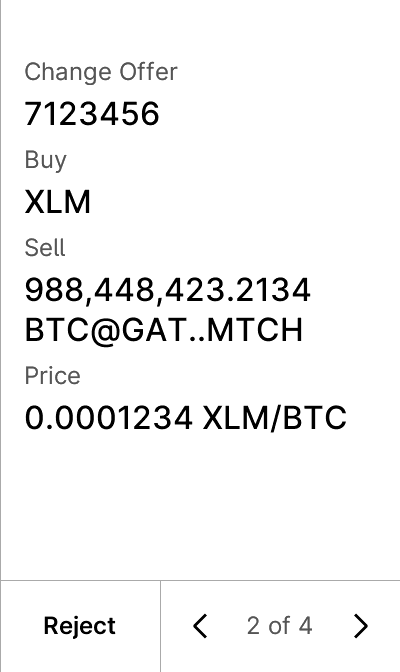 Change Offer
7123456
Buy
XLM
Sell
988,448,423.2134
BTC@GAT..MTCH
Price
0.0001234 XLM/BTC
Reject
2 of 4